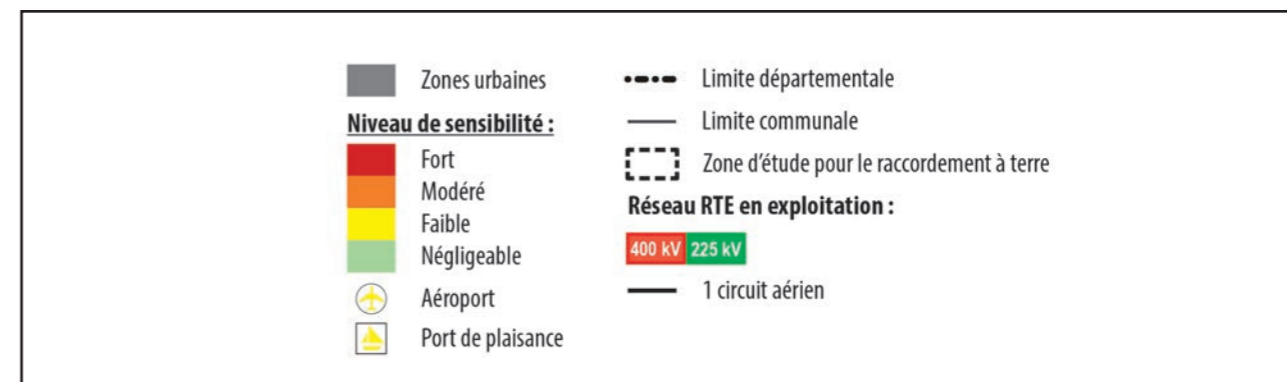 Zones urbaines
Niveau de sensibilité :
Fort
Modéré
Faible
Négligeable
Aéroport
Port de plaisance
Limite départementale
Limite communale
Zone d'étude pour le raccordement à terre
Réseau RTE en exploitation :
400 kV 225 kV
1 circuit aérien